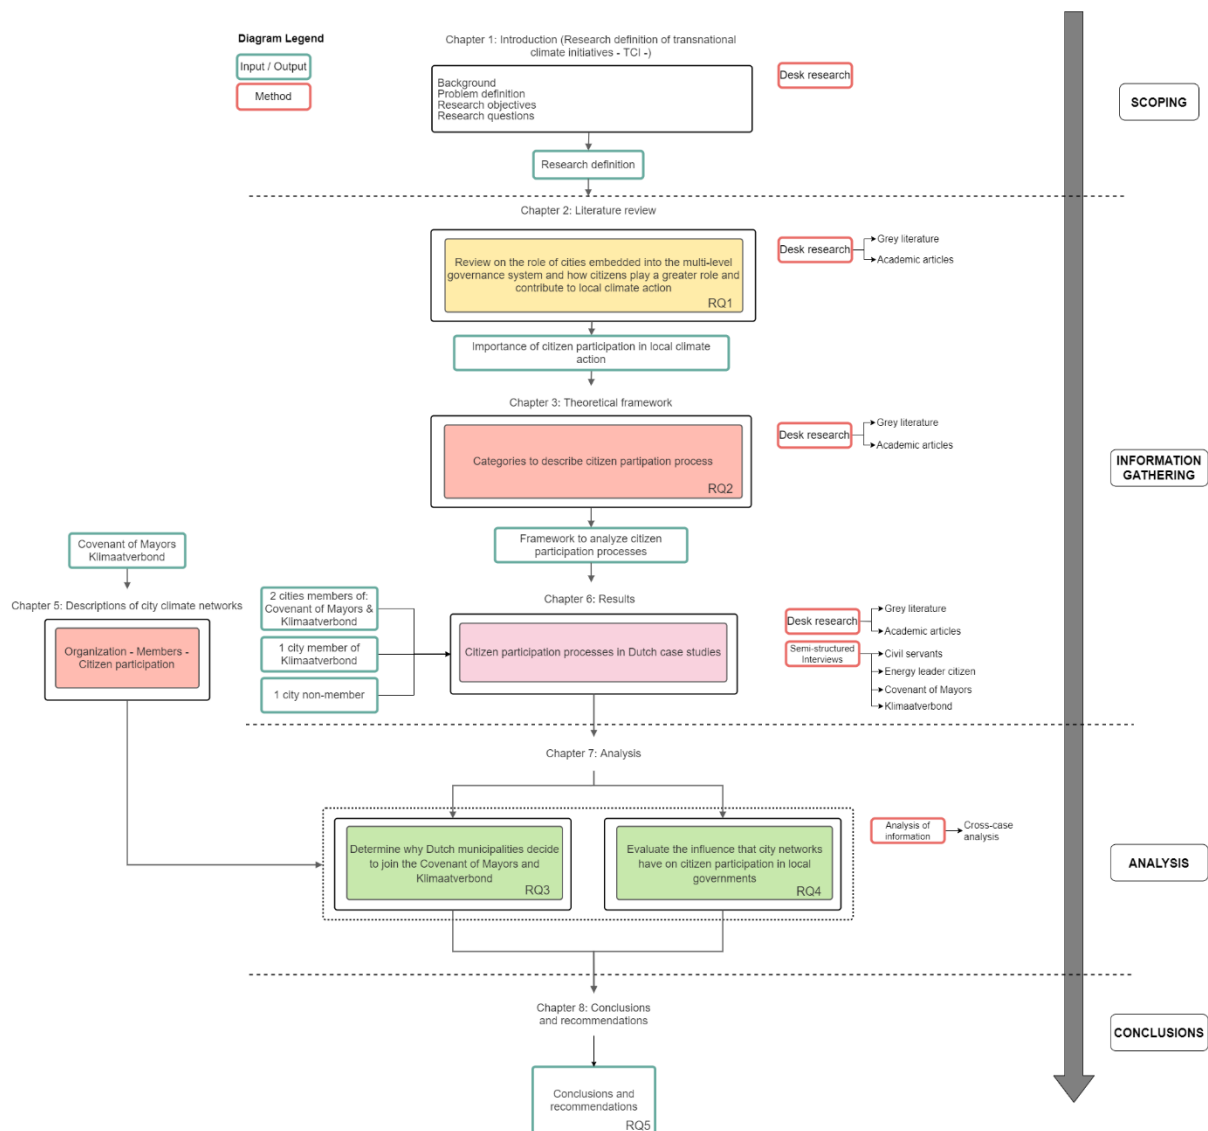 Diagram Legend
Input / Output
Method
Chapter 1: Introduction (Research definition of transnational
climate initiatives - TCI -)
Background
Problem definition
Research objectives
Research questions
Desk research
SCOPING
Research definition
Chapter 2: Literature review
Review on the role of cities embedded into the multi-level
governance system and how citizens play a greater role and
contribute to local climate action
RQ1
Desk research
Grey literature
Academic articles
Importance of citizen participation in local climate
action
Chapter 3: Theoretical framework
Categories to describe citizen partipation process
RQ2
Desk research
Grey literature
Academic articles
INFORMATION
GATHERING
Framework to analyze citizen
participation processes
Covenant of Mayors
Klimaatverbond
Chapter 5: Descriptions of city climate networks
Organization - Members -
Citizen participation
2 cities members of:
Covenant of Mayors &
Klimaatverbond
1 city member of
Klimaatverbond
1 city non-member
Chapter 6: Results
Citizen participation processes in Dutch case studies
Desk research
Grey literature
Academic articles
Semi-structured
Interviews
Civil servants
Energy leader citizen
Covenant of Mayors
Klimaatverbond
Chapter 7: Analysis
Determine why Dutch municipalities decide
to join the Covenant of Mayors and
Klimaatverbond
RQ3
Evaluate the influence that city networks
have on citizen participation in local
governments
RQ4
Analysis of
information
Cross-case
analysis
ANALYSIS
Chapter 8: Conclusions
and recommendations
CONCLUSIONS
Conclusions and
recommendations
RQ5